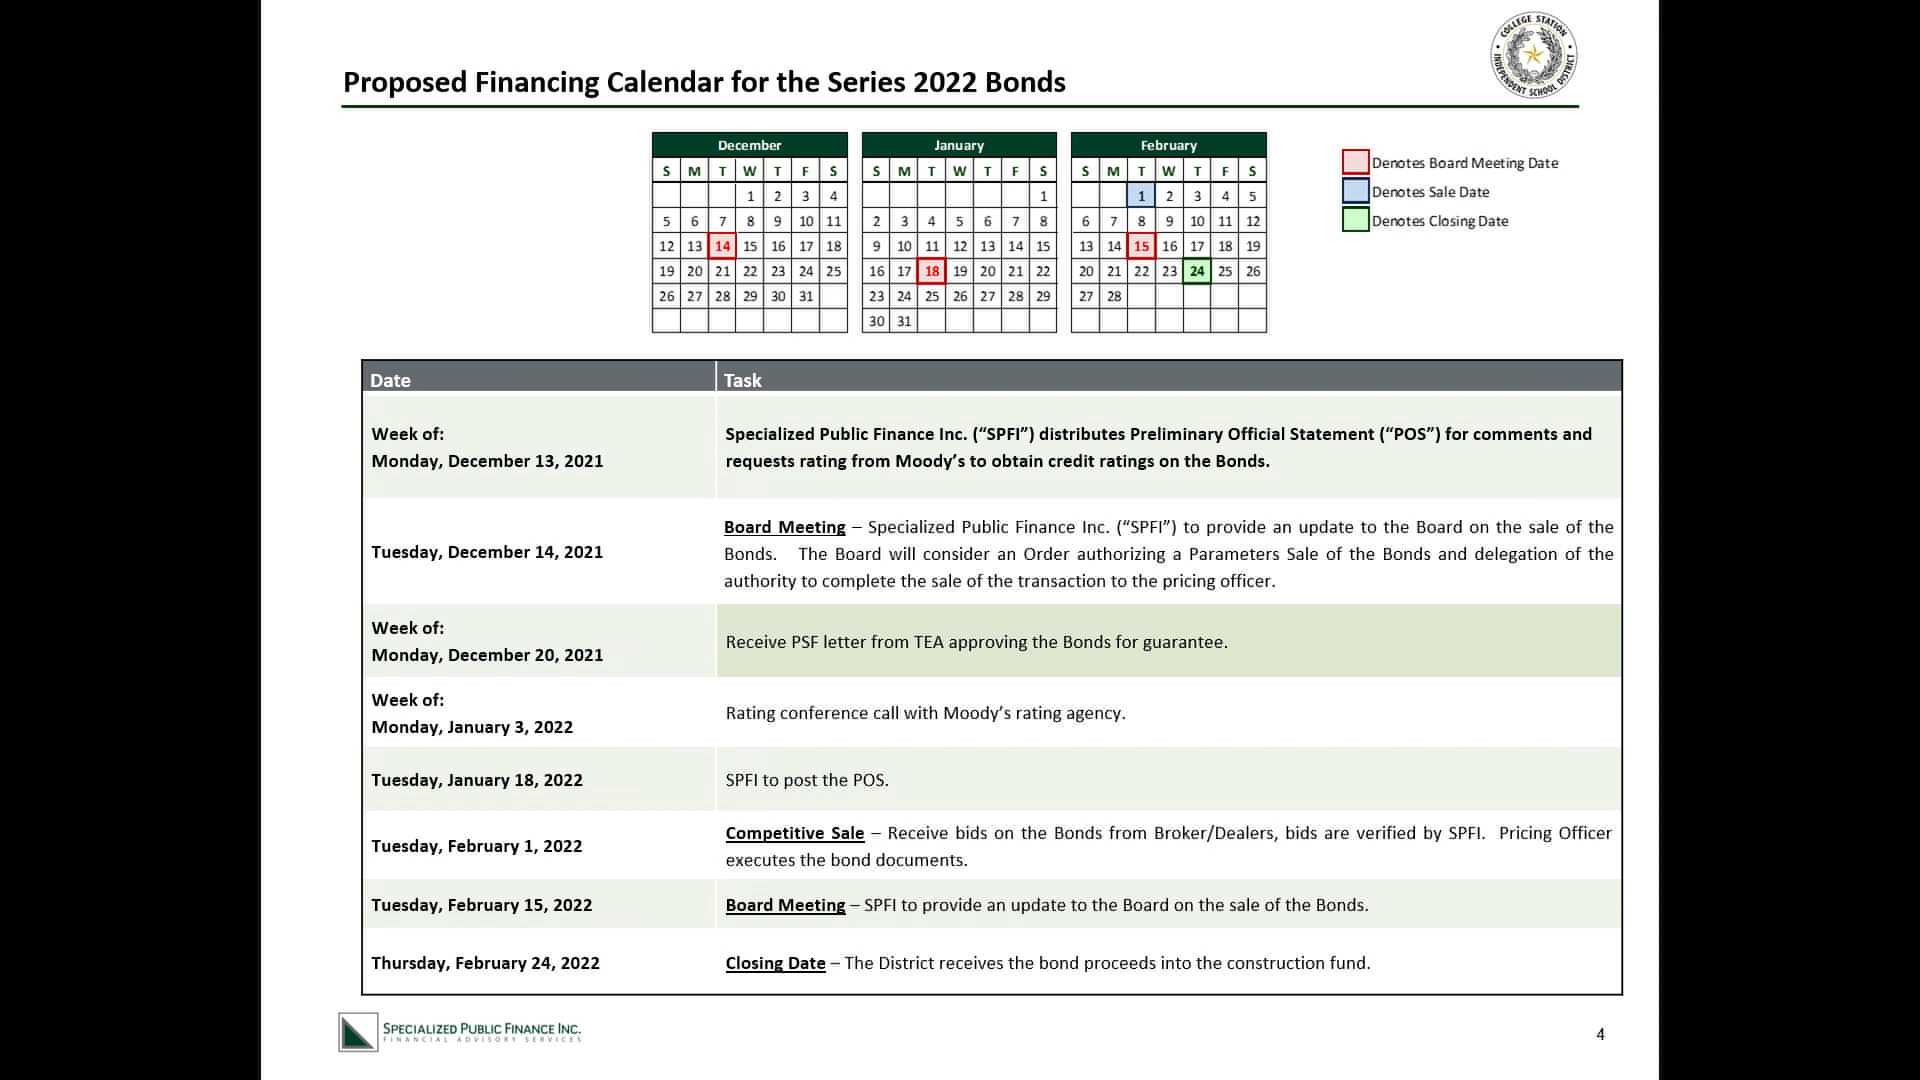 COLLEGE STATION
INDEPENDENT SCHOOL DISTRICT
Proposed Financing Calendar for the Series 2022 Bonds
December
S M T W T F S
1 2 3 4
5 6 7 8 9 10 11
12 13 14 15 16 17 18
19 20 21 22 23 24 25
26 27 28 29 30 31
January
S M T W T F S
1
2 3 4 5 6 7 8
9 10 11 12 13 14 15
16 17 18 19 20 21 22
23 24 25 26 27 28 29
30 31
February
S M T W T F S
1 2 3 4 5
6 7 8 9 10 11 12
13 14 15 16 17 18 19
20 21 22 23 24 25 26
27 28
Denotes Board Meeting Date
Denotes Sale Date
Denotes Closing Date
Date Task
Week of:
Monday, December 13, 2021
Specialized Public Finance Inc. (“SPFI”) distributes Preliminary Official Statement (“POS”) for comments and
requests rating from Moody’s to obtain credit ratings on the Bonds.
Tuesday, December 14, 2021
Board Meeting – Specialized Public Finance Inc. (“SPFI”) to provide an update to the Board on the sale of the
Bonds. The Board will consider an Order authorizing a Parameters Sale of the Bonds and delegation of the
authority to complete the sale of the transaction to the pricing officer.
Week of:
Monday, December 20, 2021
Receive PSF letter from TEA approving the Bonds for guarantee.
Week of:
Monday, January 3, 2022
Rating conference call with Moody’s rating agency.
Tuesday, January 18, 2022
SPFI to post the POS.
Tuesday, February 1, 2022
Competitive Sale – Receive bids on the Bonds from Broker/Dealers, bids are verified by SPFI. Pricing Officer
executes the bond documents.
Tuesday, February 15, 2022
Board Meeting – SPFI to provide an update to the Board on the sale of the Bonds.
Thursday, February 24, 2022
Closing Date – The District receives the bond proceeds into the construction fund.
SPECIALIZED PUBLIC FINANCE INC.
FINANCIAL ADVISORY SERVICES
4